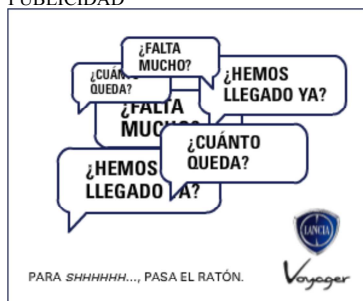 PUBLICIDAD
¿FALTA
MUCHO?
¿CUÁNTO
QUEDA?
¿HEMOS
LLEGADO YA?
¿FALTA
MUCHO?
¿CUÁNTO
QUEDA?
¿HEMOS
LLEGADO YA?
LANCIA
PARA SHHHHHH..., PASA EL RATÓN.
Voyager